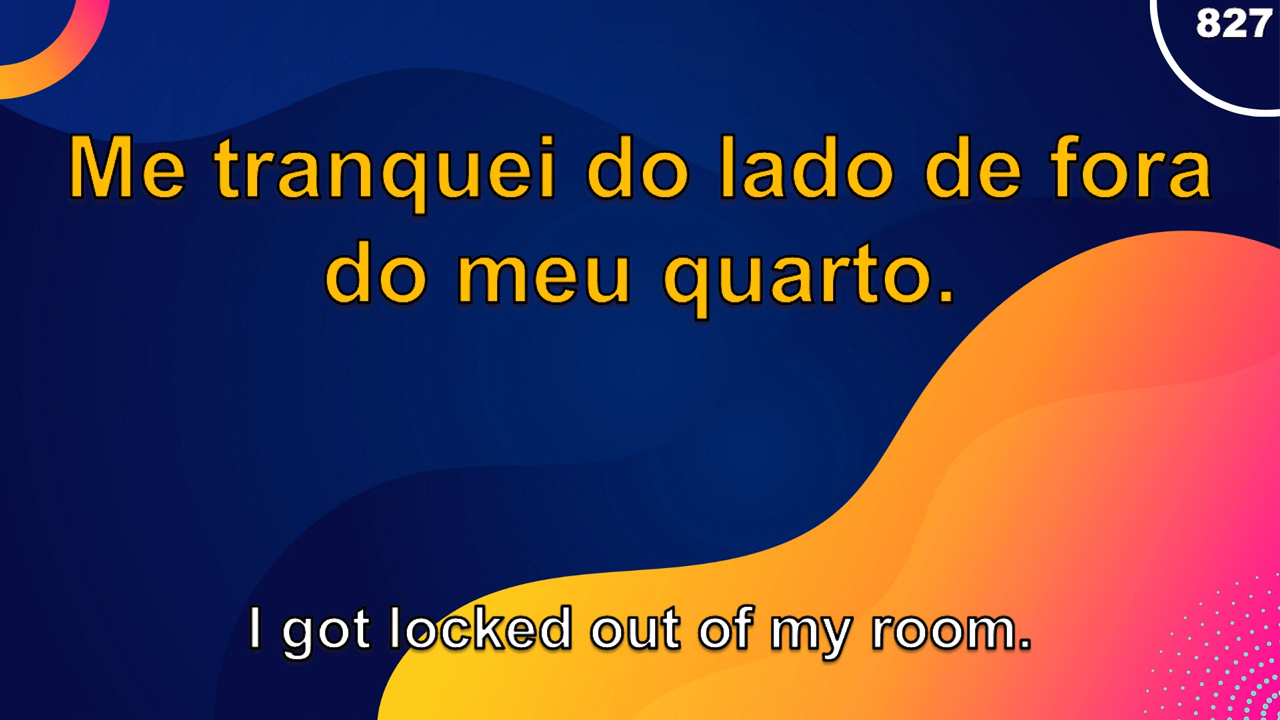 827
Me tranquei do lado de fora
do meu quarto.
I got locked out of my room.